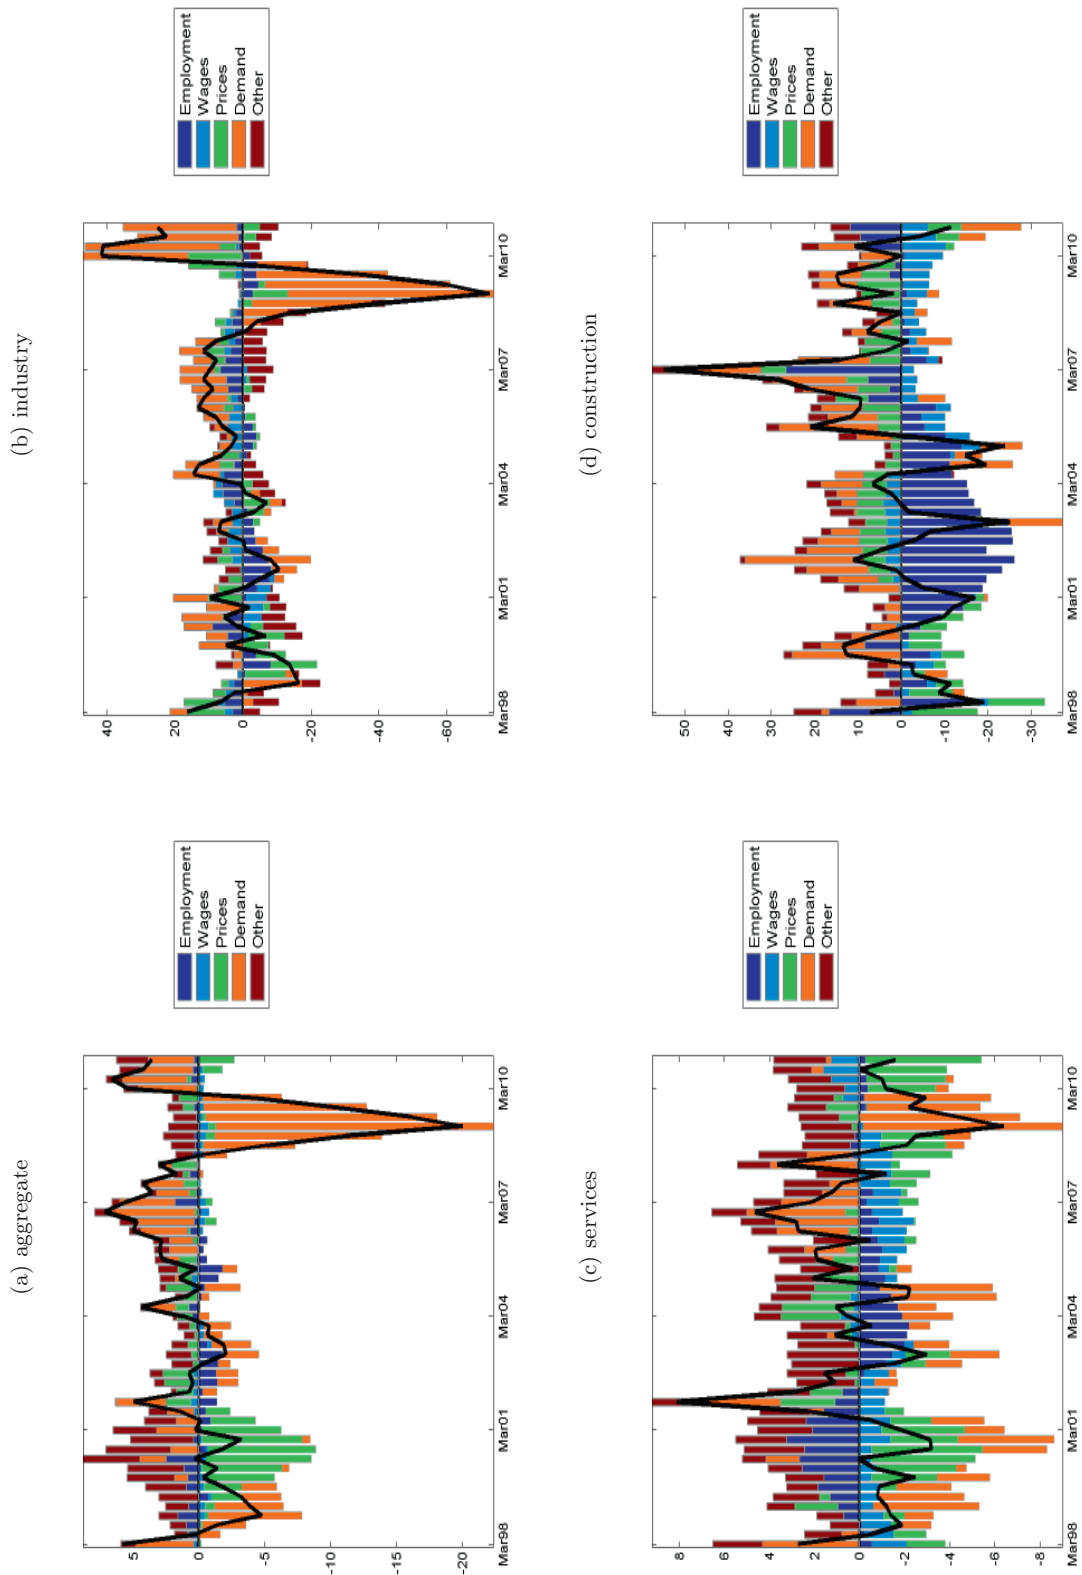 (a) aggregate
5
0
-5
-10
-15
-20
Mar98
Mar01
Mar04
Mar07
Mar10
Employment
Wages
Prices
Demand
Other
(b) industry
40
20
0
-20
-40
-60
Mar98
Mar01
Mar04
Mar07
Mar10
Employment
Wages
Prices
Demand
Other
(c) services
8
6
4
2
0
-2
-4
-6
-8
Mar98
Mar01
Mar04
Mar07
Mar10
Employment
Wages
Prices
Demand
Other
(d) construction
50
40
30
20
10
0
-10
-20
-30
Mar98
Mar01
Mar04
Mar07
Mar10
Employment
Wages
Prices
Demand
Other